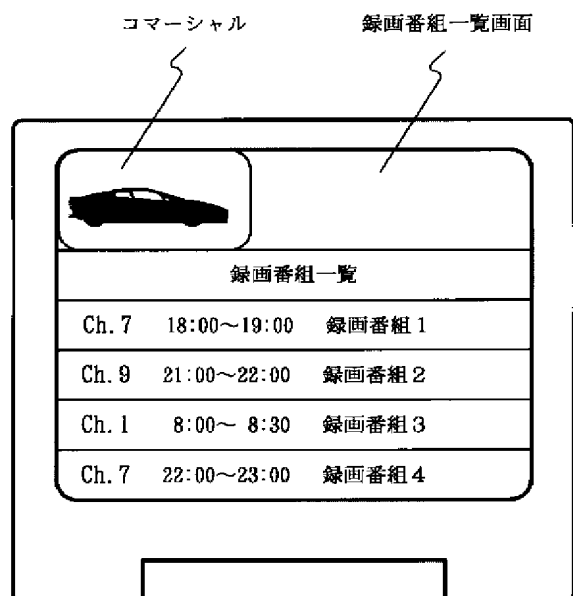 コマーシャル 録画番組一覧画面
録画番組一覧
Ch.7 18:00～19:00 録画番組1
Ch.9 21:00～22:00 録画番組2
Ch.1 8:00～ 8:30 録画番組3
Ch.7 22:00～23:00 録画番組4